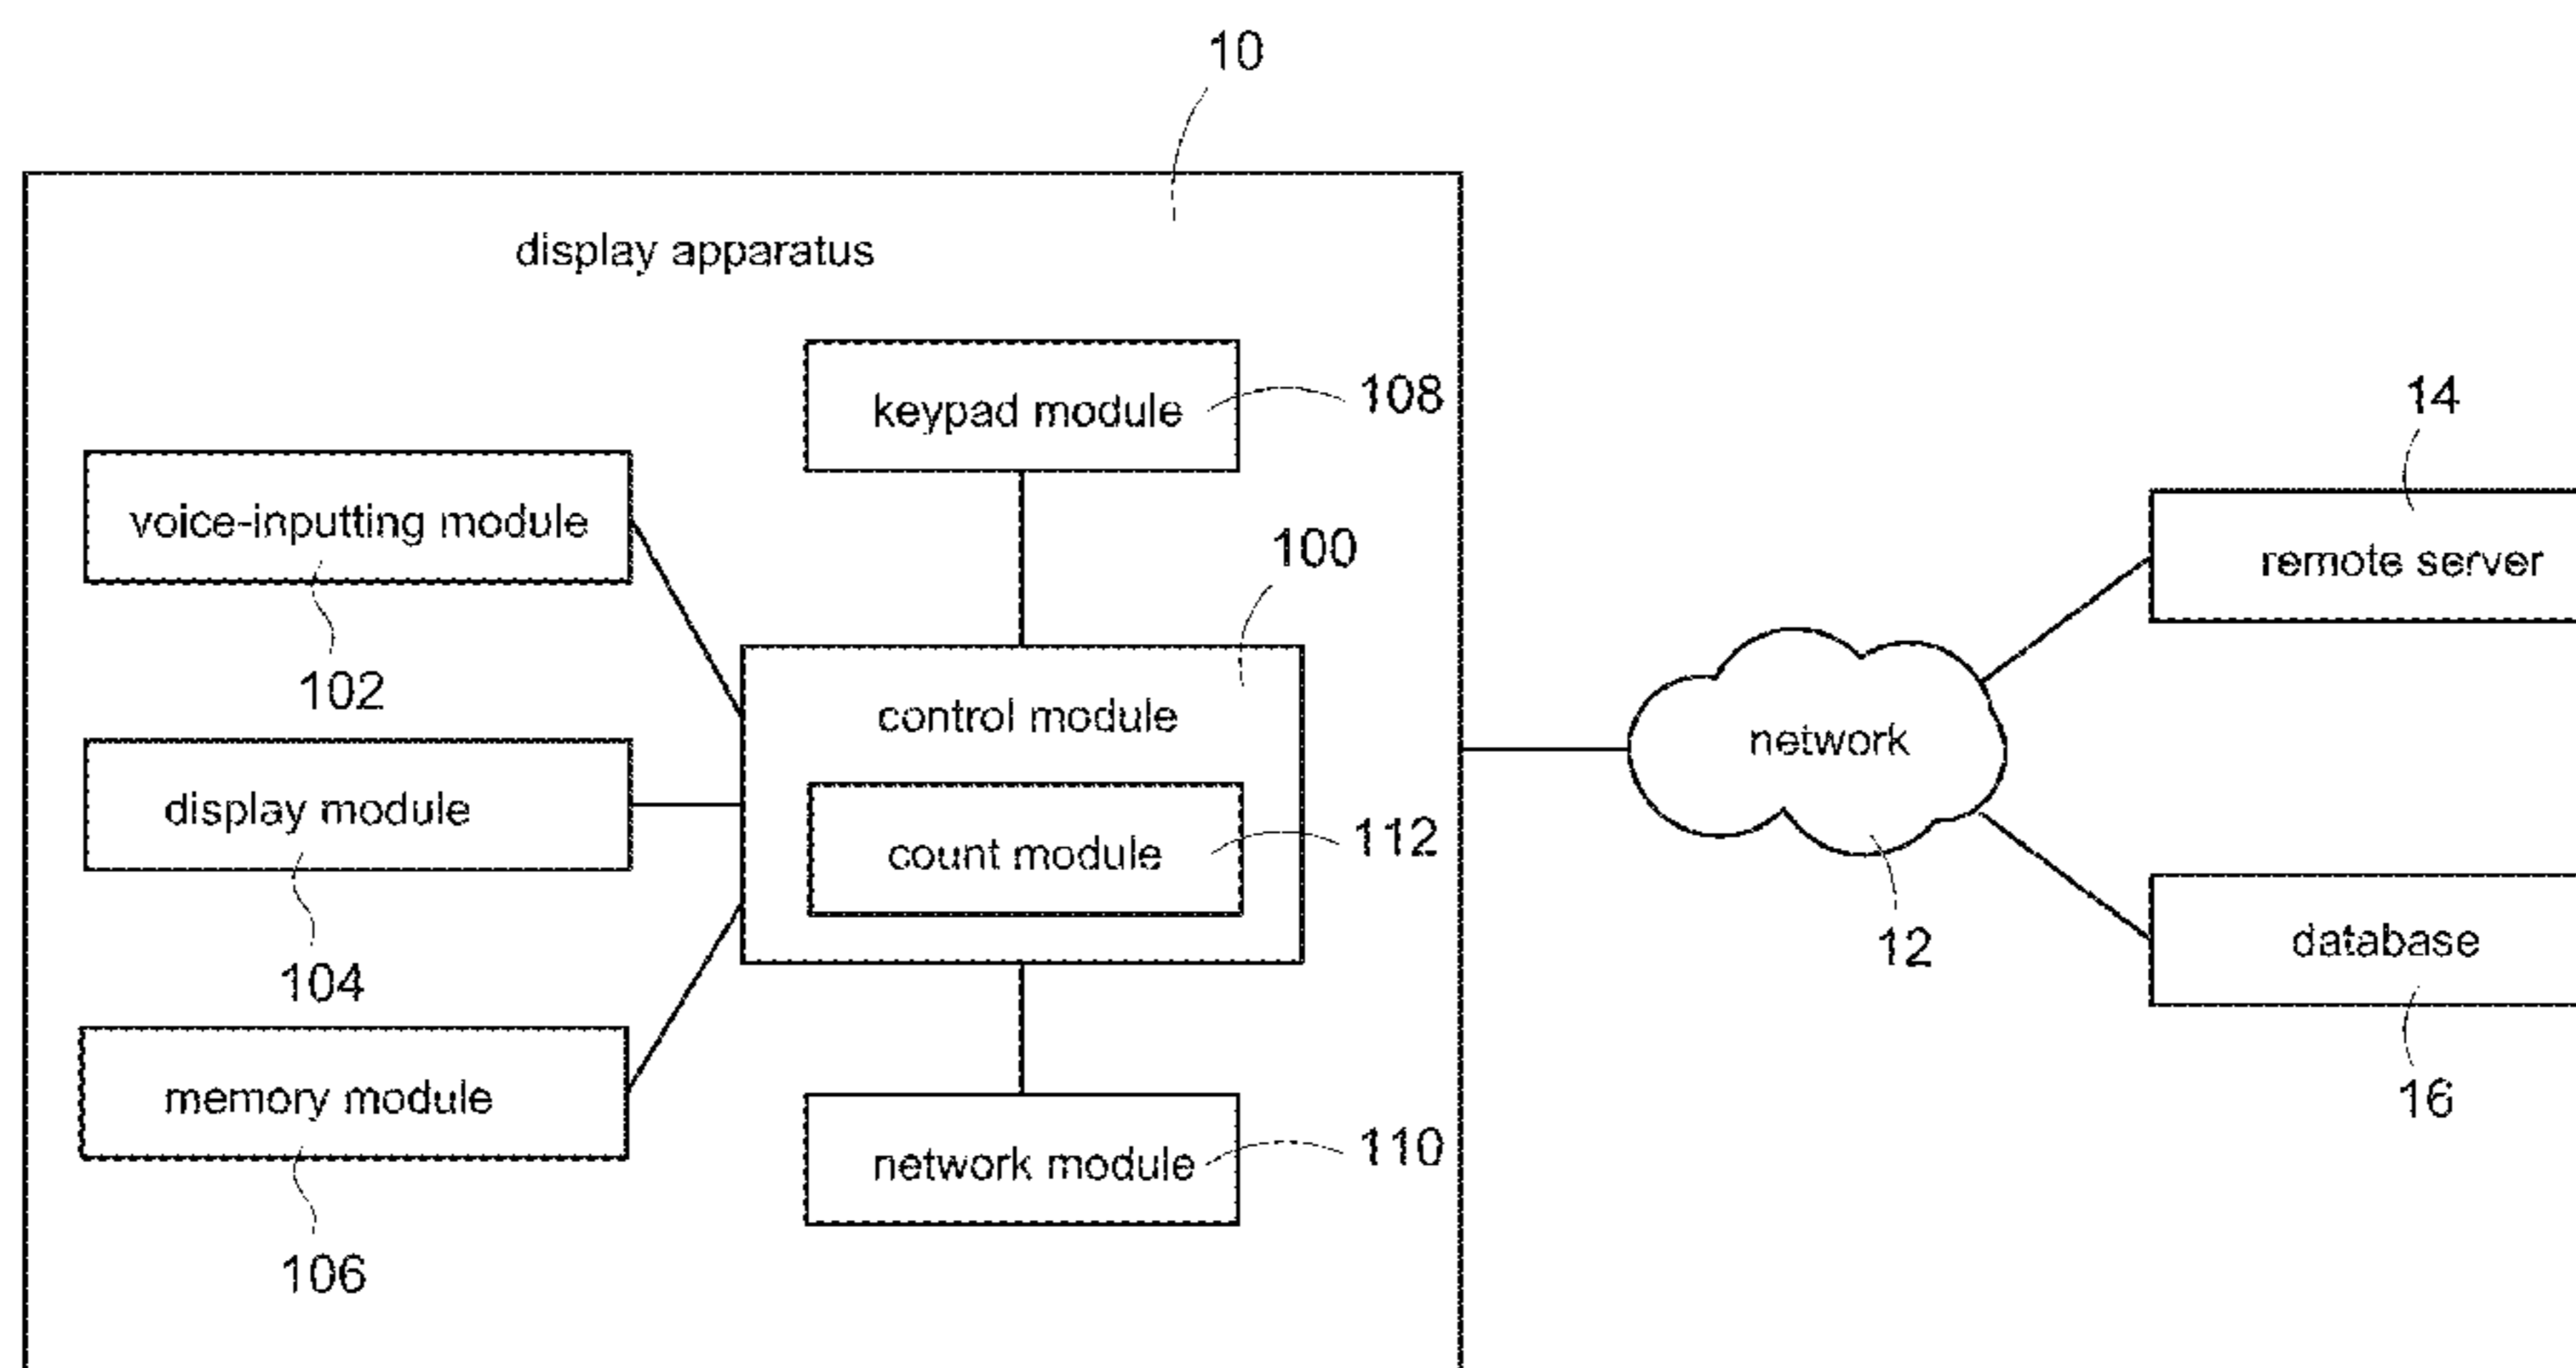 10
display apparatus
keypad module
108
voice-inputting module
102
100
control module
display module
104
count module
112
memory module
106
network module
110
network
12
14
remote server
database
16